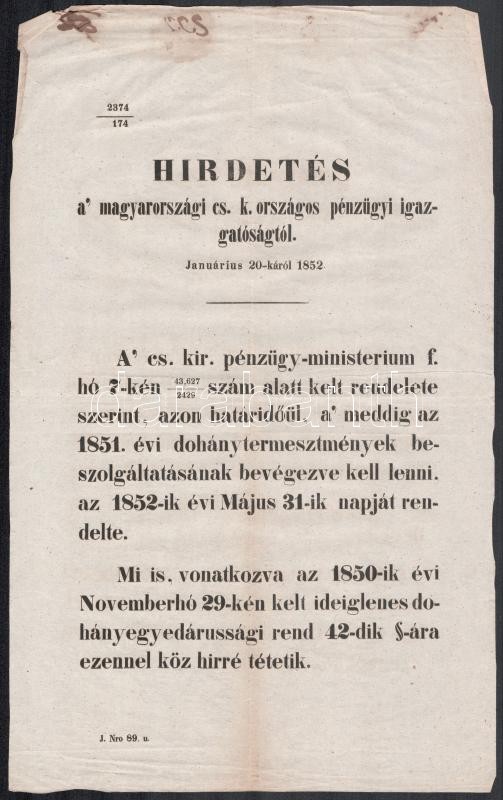 2374
174
HIRDETÉS
a' magyarországi cs. k. országos pénzügyi igaz-
gatóságtól.
Januárius 20-káról 1852.
A' cs. kir. pénzügy-ministerium f.
hó 7-kén 43,627/2429 szám alatt kelt rendelete
szerint, azon határidőül, a' meddig az
1851. évi dohánytermesztmények be-
szolgáltatásának bevégezve kell lenni,
az 1852-ik évi Május 31-ik napját ren-
delte.
Mi is, vonatkozva az 1850-ik évi
Novemberhó 29-kén kelt ideiglenes do-
hányegyedárussági rend 42-dik §-ára
ezennel köz hirré tétetik.
J. Nro 89. u.